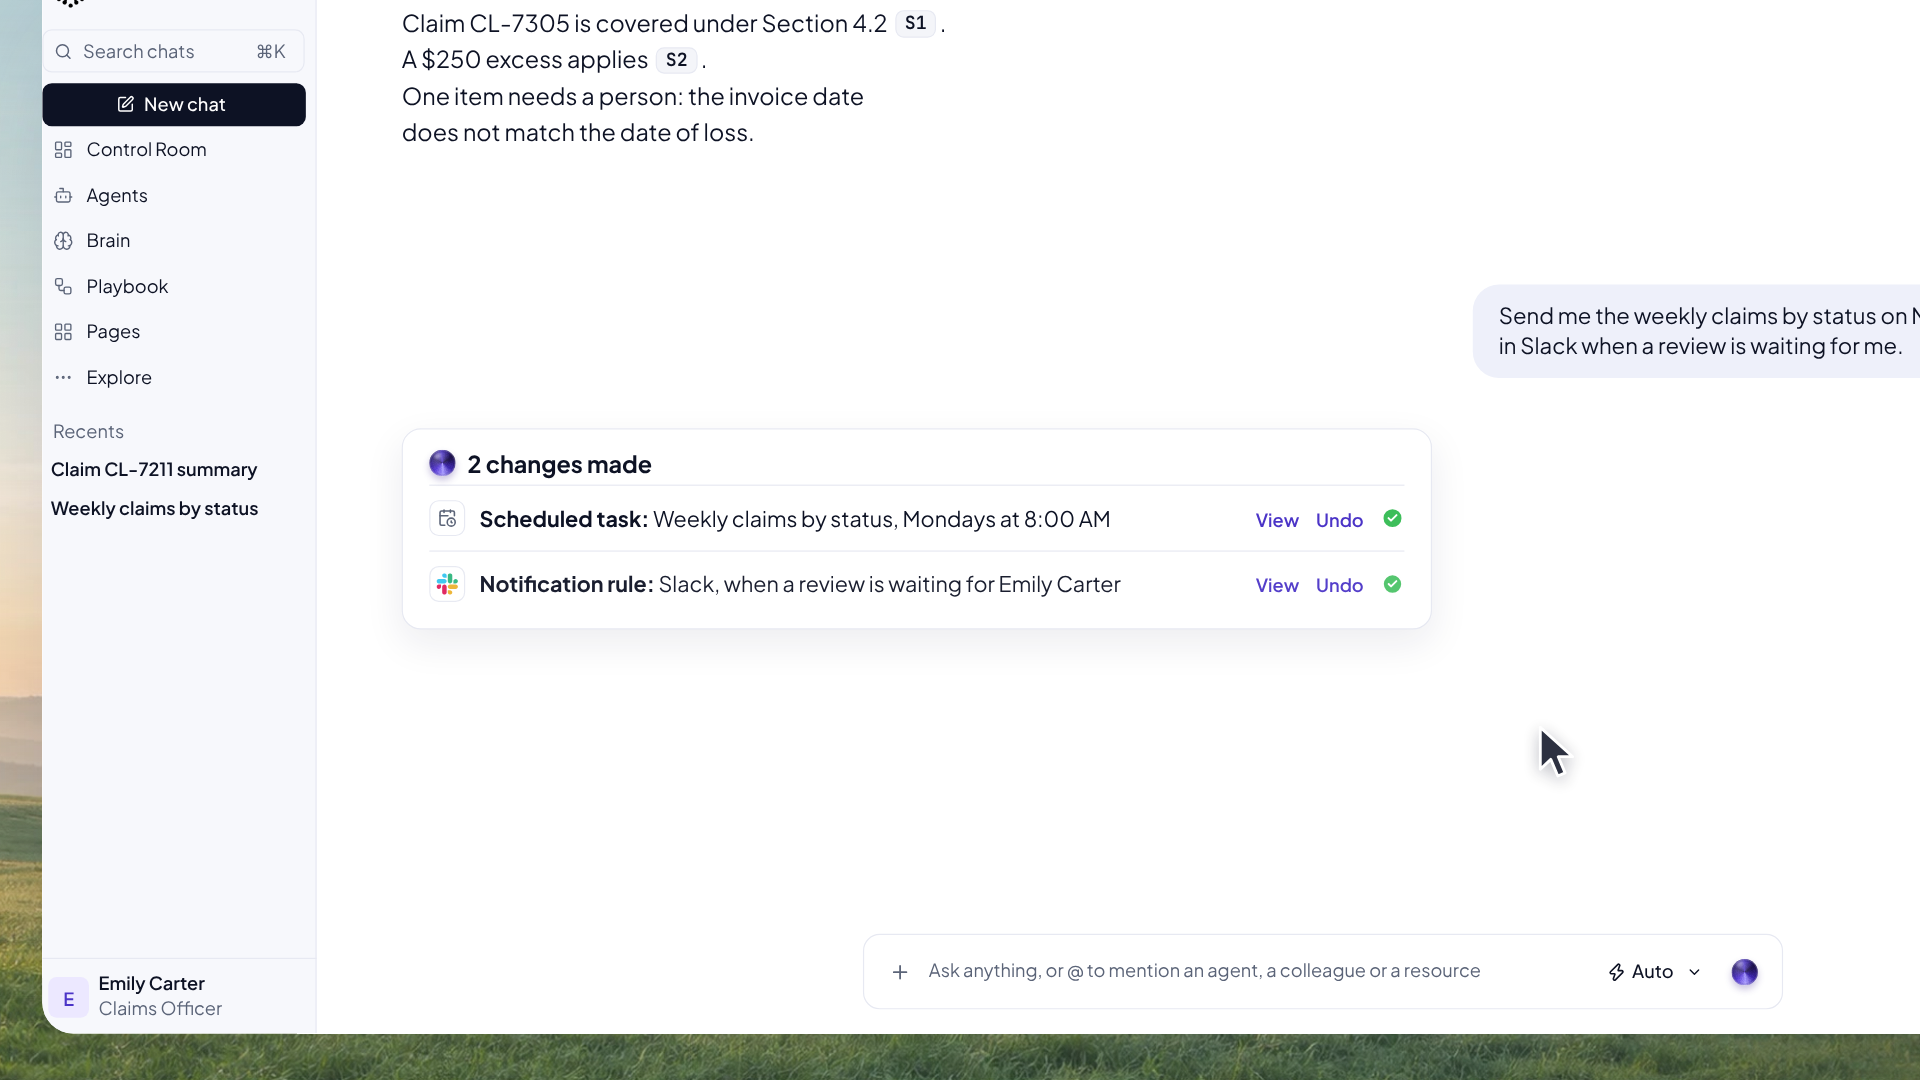 Search chats ⌘K
New chat
Control Room
Agents
Brain
Playbook
Pages
Explore
Recents
Claim CL-7211 summary
Weekly claims by status
Emily Carter
Claims Officer
E
Claim CL-7305 is covered under Section 4.2 S1 .
A $250 excess applies S2 .
One item needs a person: the invoice date
does not match the date of loss.
Send me the weekly claims by status on
in Slack when a review is waiting for me.
2 changes made
Scheduled task: Weekly claims by status, Mondays at 8:00 AM View Undo
Notification rule: Slack, when a review is waiting for Emily Carter View Undo
Ask anything, or @ to mention an agent, a colleague or a resource Auto